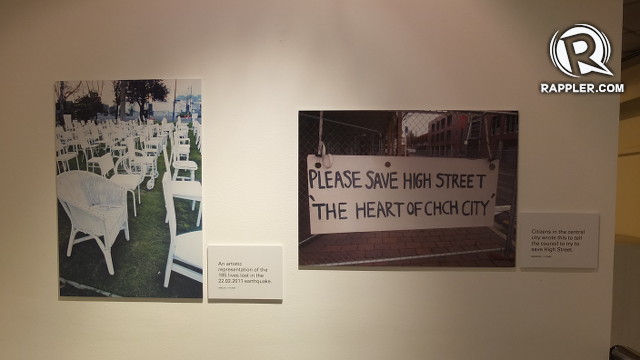 R
RAPPLER.COM
PLEASE SAVE HIGH STREET
'THE HEART OF CHCH CITY'
An artistic
representation of the
185 lives lost in the
22.02.2011 earthquake.
Citizens in the central
city wrote this to tell
the council to try to
save High Street.